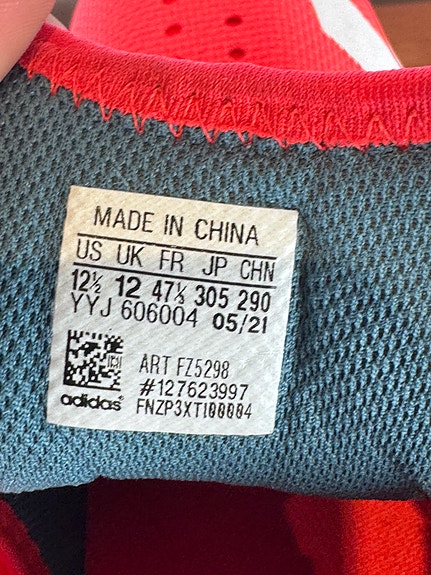 MADE IN CHINA
US UK FR JP CHN
12½ 12 47⅓ 305 290
YYJ 606004 05/21
ART FZ5298
#127623997
adidas FNZP3XTI00004